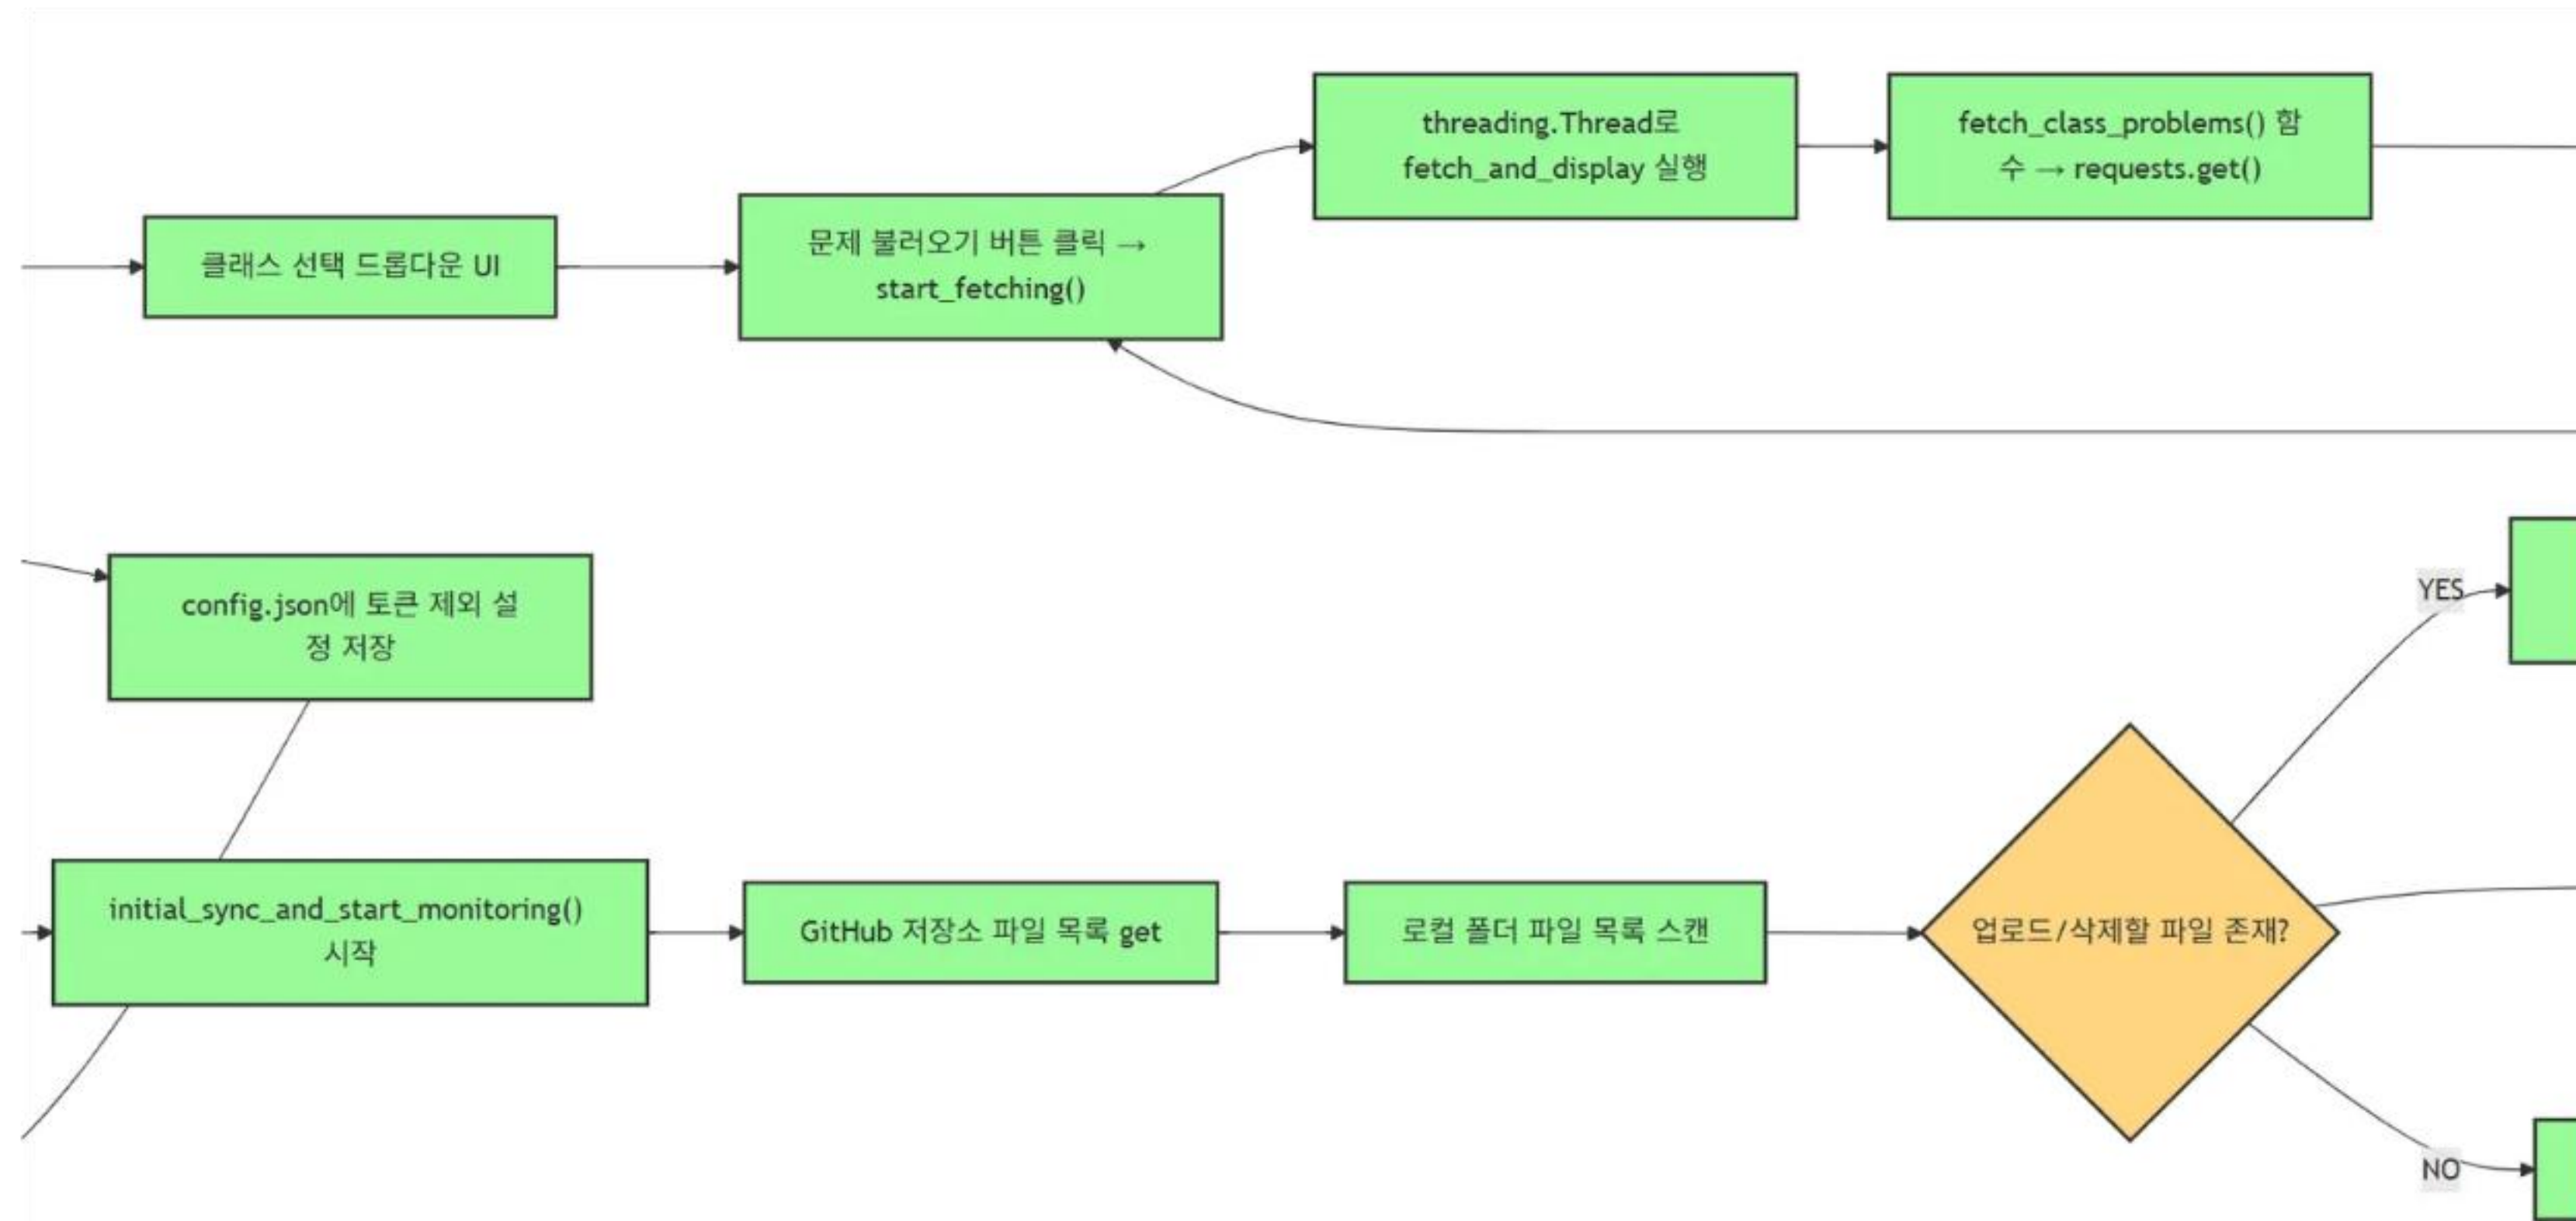 threading.Thread로
fetch_and_display 실행
fetch_class_problems() 함
수 → requests.get()
클래스 선택 드롭다운 UI
문제 불러오기 버튼 클릭 →
start_fetching()
config.json에 토큰 제외 설
정 저장
YES
initial_sync_and_start_monitoring()
시작
GitHub 저장소 파일 목록 get
로컬 폴더 파일 목록 스캔
업로드/삭제할 파일 존재?
NO